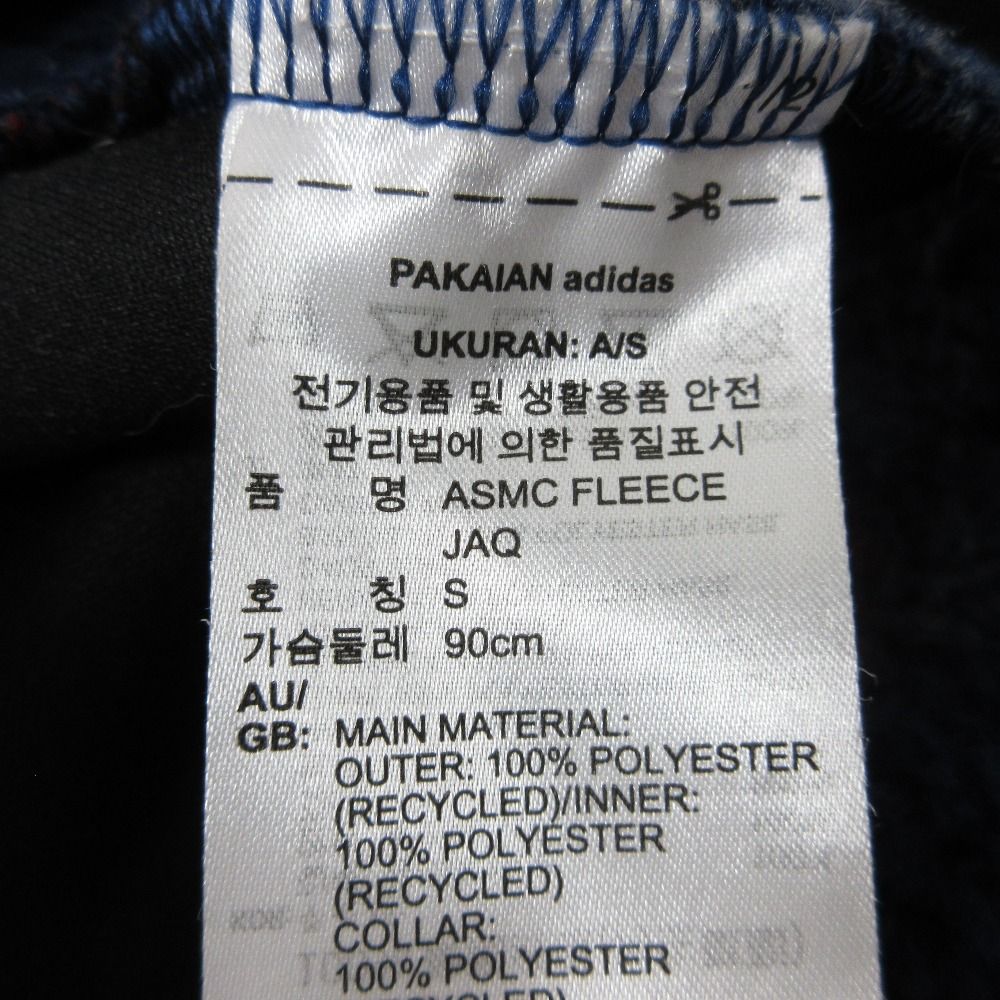 PAKAIAN adidas
UKURAN: A/S
전기용품 및 생활용품 안전
관리법에 의한 품질표시
품 명 ASMC FLEECE
JAQ
호 칭 S
가슴둘레 90cm
AU/
GB: MAIN MATERIAL:
OUTER: 100% POLYESTER
(RECYCLED)/INNER:
100% POLYESTER
(RECYCLED)
COLLAR:
100% POLYESTER